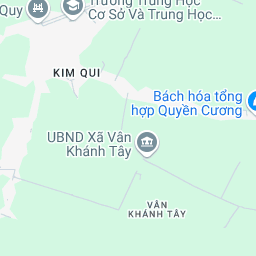 Trường Trung Học
Cơ Sở Và Trung Học...
Quy
KIM QUI
Bách hóa tổng
hợp Quyền Cương
UBND Xã Vân
Khánh Tây
VÂN
KHÁNH TÂY